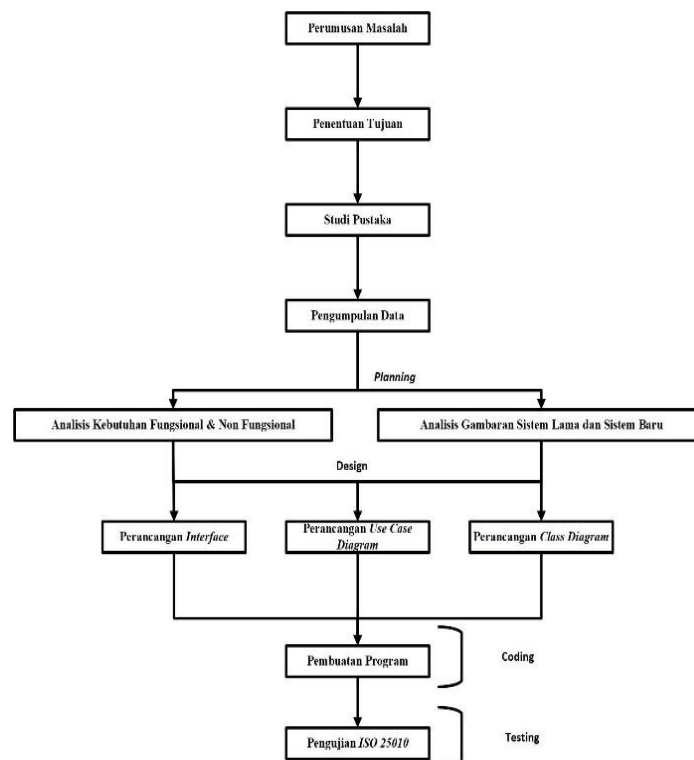 Perumusan Masalah
Penentuan Tujuan
Studi Pustaka
Pengumpulan Data
Planning
Analisis Kebutuhan Fungsional & Non Fungsional
Analisis Gambaran Sistem Lama dan Sistem Baru
Design
Perancangan Interface
Perancangan Use Case
Diagram
Perancangan Class Diagram
Pembuatan Program
Coding
Pengujian ISO 25010
Testing